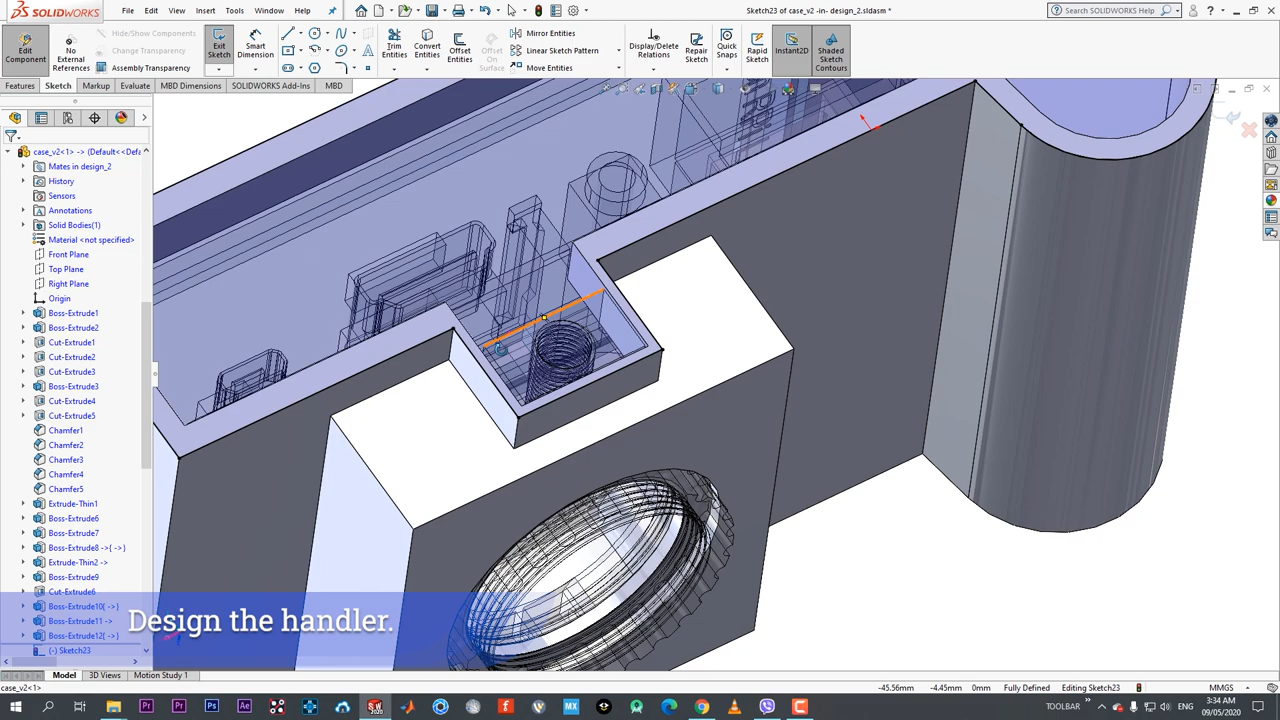 SOLIDWORKS
File
Edit
View
Insert
Tools
Window
Help
Sketch23 of case_v2 -in- design_2.sldasm *
Search SOLIDWORKS Help
Edit Component
No External References
Hide/Show Components
Change Transparency
Assembly Transparency
Exit Sketch
Smart Dimension
Trim Entities
Convert Entities
Offset Entities
Offset On Surface
Mirror Entities
Linear Sketch Pattern
Move Entities
Display/Delete Relations
Repair Sketch
Quick Snaps
Rapid Sketch
Instant2D
Shaded Sketch Contours
Features
Sketch
Markup
Evaluate
MBD Dimensions
SOLIDWORKS Add-Ins
MBD
case_v2<1> -> (Default<<Defa
Mates in design_2
History
Sensors
Annotations
Solid Bodies(1)
Material <not specified>
Front Plane
Top Plane
Right Plane
Origin
Boss-Extrude1
Boss-Extrude2
Cut-Extrude1
Cut-Extrude2
Cut-Extrude3
Boss-Extrude3
Cut-Extrude4
Cut-Extrude5
Chamfer1
Chamfer2
Chamfer3
Chamfer4
Chamfer5
Extrude-Thin1
Boss-Extrude6
Boss-Extrude7
Boss-Extrude8 ->{ ->}
Extrude-Thin2 ->
Boss-Extrude9
Cut-Extrude6
Boss-Extrude10{ ->}
Boss-Extrude11 ->
Boss-Extrude12{ ->}
(-) Sketch23
Design the handler.
Model
3D Views
Motion Study 1
case_v2<1>
-45.56mm
-4.45mm
0mm
Fully Defined
Editing Sketch23
MMGS
TOOLBAR
3:34 AM
09/05/2020